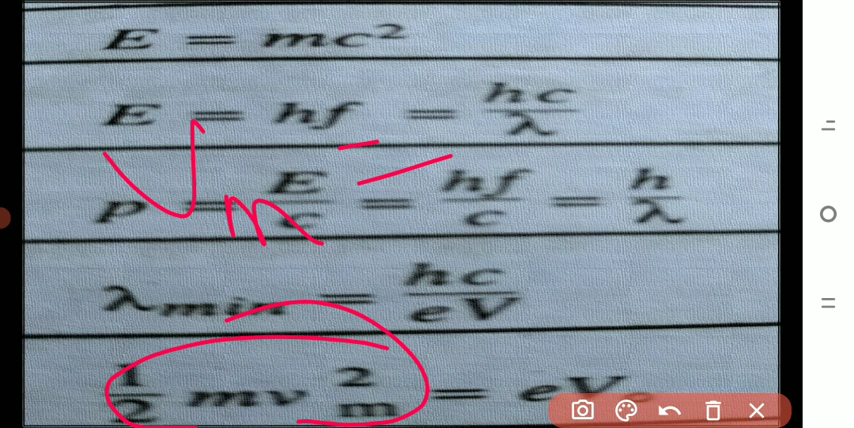 E = mc²
E = hf = hc/λ
p = E/c = hf/c = h/λ
λmin = hc/eV
1/2 mv²m = eV